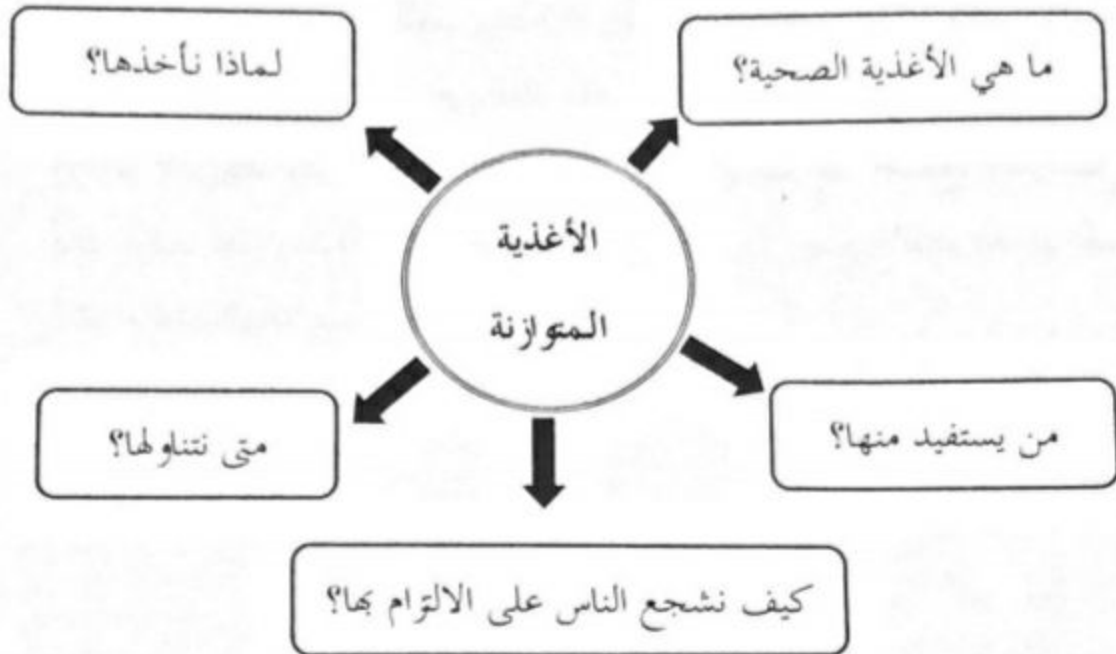 ما هي الأغذية الصحية؟
لماذا نأخذها؟
الأغذية
المتوازنة
من يستفيد منها؟
متى نتناولها؟
كيف نشجع الناس على الالتزام بها؟